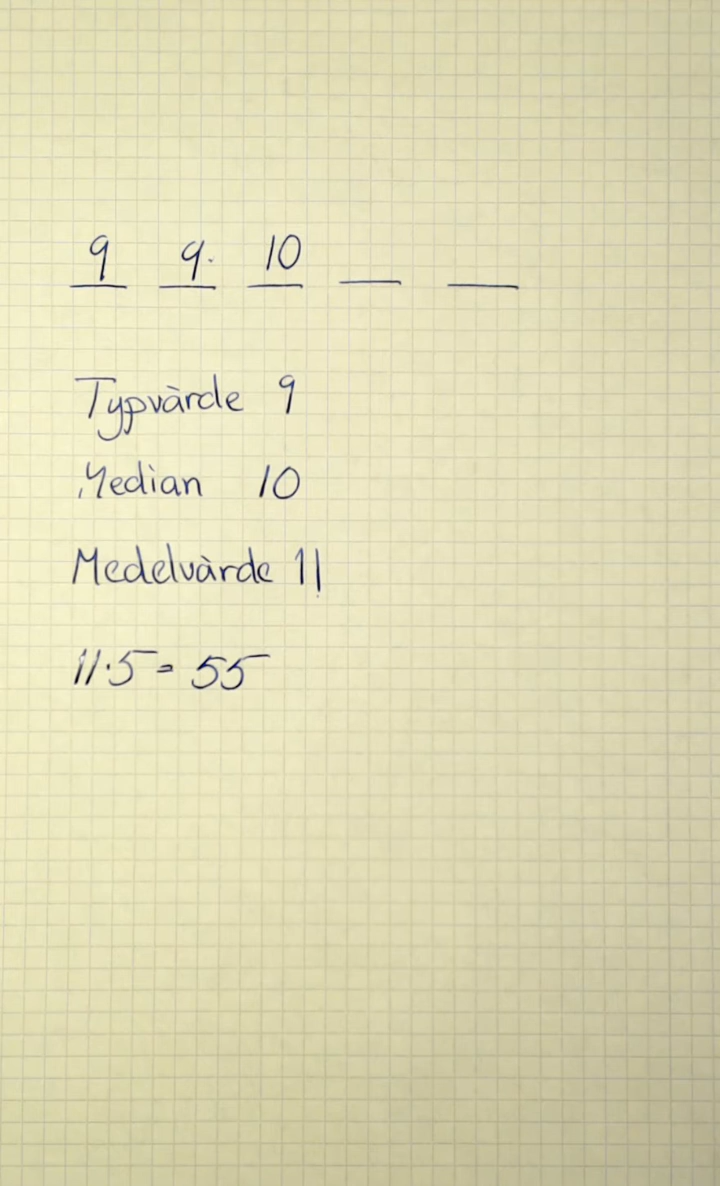 9 9. 10 __ __
Typvärde 9
Median 10
Medelvärde 11
11·5 = 55